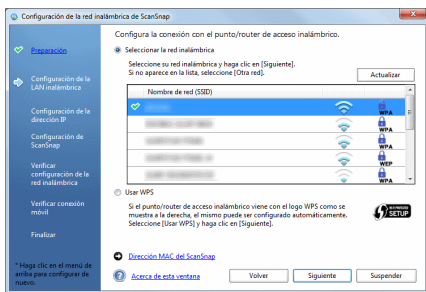 Configuración de la red inalámbrica de ScanSnap
Preparación
Configuración de la
LAN inalámbrica
Configuración de la
dirección IP
Configuración de
ScanSnap
Verificar
configuración de la
red inalámbrica
Verificar conexión
móvil
Finalizar
* Haga clic en el menú de
arriba para configurar de
nuevo.
Configura la conexión con el punto/router de acceso inalámbrico.
Seleccionar la red inalámbrica
Seleccione su red inalámbrica y haga clic en [Siguiente].
Si no aparece en la lista, seleccione [Otra red].
Actualizar
Nombre de red (SSID)
WPA
WPA
WPA
WEP
WPA
Usar WPS
Si el punto/router de acceso inalámbrico viene con el logo WPS como se
muestra a la derecha, el mismo puede ser configurado automáticamente.
Seleccione [Usar WPS] y haga clic en [Siguiente].
SETUP
Dirección MAC del ScanSnap
Acerca de esta ventana
Volver
Siguiente
Suspender